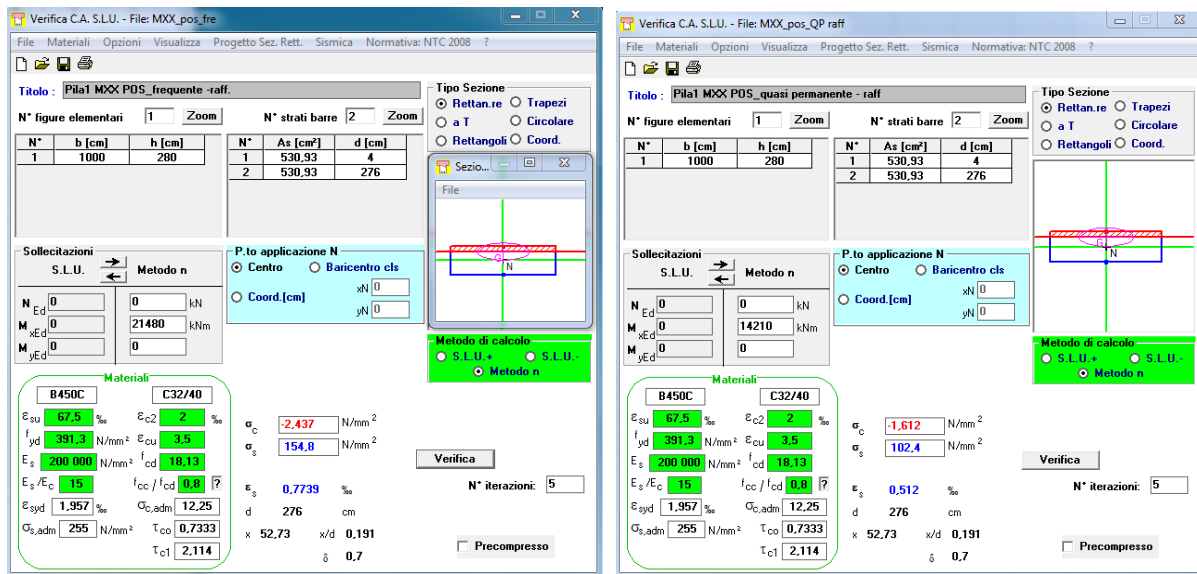 Verifica C.A. S.L.U. - File: MXX_pos_fre
File Materiali Opzioni Visualizza Progetto Sez. Rett. Sismica Normativa: NTC 2008 ?
Titolo : Pila1 MXX POS_frequente -raff.
N° figure elementari 1 Zoom N° strati barre 2 Zoom
N° b [cm] h [cm]
1 1000 280
N° As [cm²] d [cm]
1 530,93 4
2 530,93 276
Tipo Sezione
Rettan.re Trapezi
a T Circolare
Rettangoli Coord.
Sezio...
File
G
N
Sollecitazioni
S.L.U. Metodo n
N Ed 0 0 kN
M xEd 0 21480 kNm
M yEd 0 0
P.to applicazione N
Centro Baricentro cls
Coord.[cm] xN 0
yN 0
Metodo di calcolo
S.L.U.+ S.L.U.-
Metodo n
Materiali
B450C C32/40
εsu 67,5 ‰ εc2 2 ‰
fyd 391,3 N/mm² εcu 3,5
Es 200 000 N/mm² fcd 18,13
Es/Ec 15 fcc / fcd 0,8 ?
εsyd 1,957 ‰ σc,adm 12,25
σs,adm 255 N/mm² τco 0,7333
τc1 2,114
σc -2,437 N/mm²
σs 154,8 N/mm²
εs 0,7739 ‰
d 276 cm
x 52,73 x/d 0,191
δ 0,7
Verifica
N° iterazioni: 5
Precompresso
Verifica C.A. S.L.U. - File: MXX_pos_QP raff
File Materiali Opzioni Visualizza Progetto Sez. Rett. Sismica Normativa: NTC 2008 ?
Titolo : Pila1 MXX POS_quasi permanente - raff
N° figure elementari 1 Zoom N° strati barre 2 Zoom
N° b [cm] h [cm]
1 1000 280
N° As [cm²] d [cm]
1 530,93 4
2 530,93 276
Tipo Sezione
Rettan.re Trapezi
a T Circolare
Rettangoli Coord.
G
N
Sollecitazioni
S.L.U. Metodo n
N Ed 0 0 kN
M xEd 0 14210 kNm
M yEd 0 0
P.to applicazione N
Centro Baricentro cls
Coord.[cm] xN 0
yN 0
Metodo di calcolo
S.L.U.+ S.L.U.-
Metodo n
Materiali
B450C C32/40
εsu 67,5 ‰ εc2 2 ‰
fyd 391,3 N/mm² εcu 3,5
Es 200 000 N/mm² fcd 18,13
Es/Ec 15 fcc / fcd 0,8 ?
εsyd 1,957 ‰ σc,adm 12,25
σs,adm 255 N/mm² τco 0,7333
τc1 2,114
σc -1,612 N/mm²
σs 102,4 N/mm²
εs 0,512 ‰
d 276 cm
x 52,73 x/d 0,191
δ 0,7
Verifica
N° iterazioni: 5
Precompresso